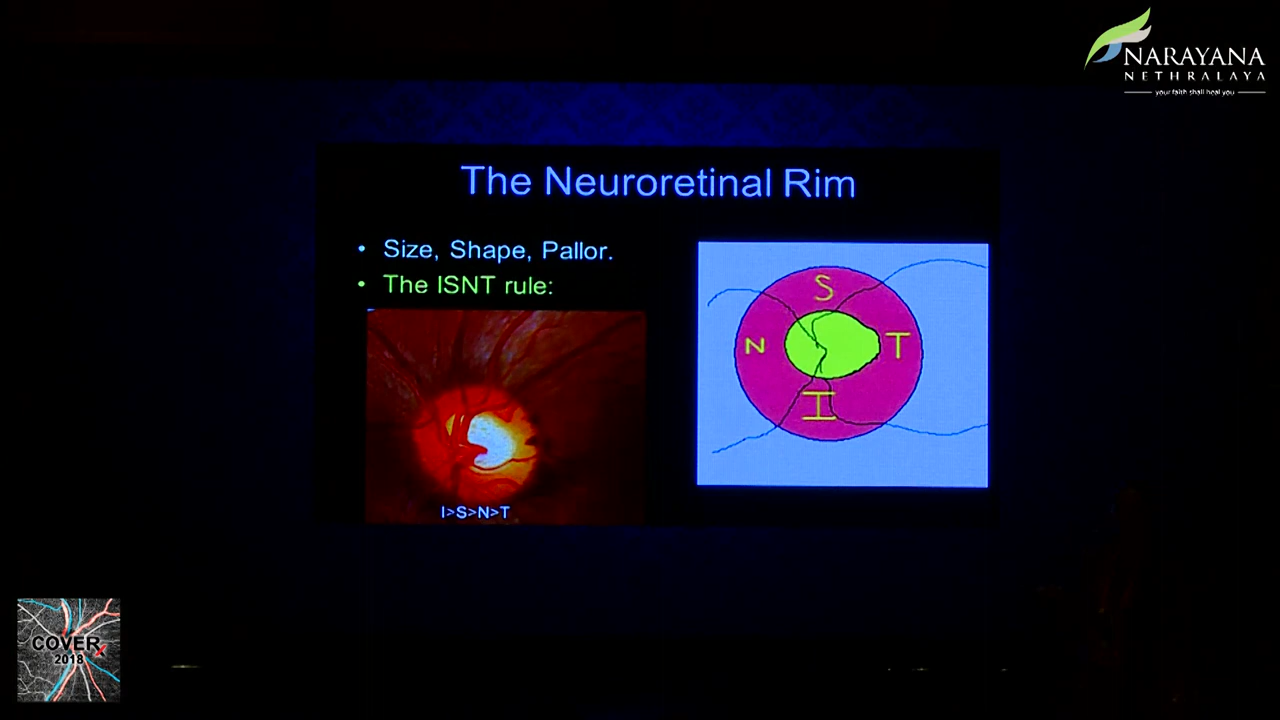 NARAYANA
NETHRALAYA
your faith shall heal you
The Neuroretinal Rim
• Size, Shape, Pallor.
• The ISNT rule:
S
N
T
I
I>S>N>T
COVER
2018